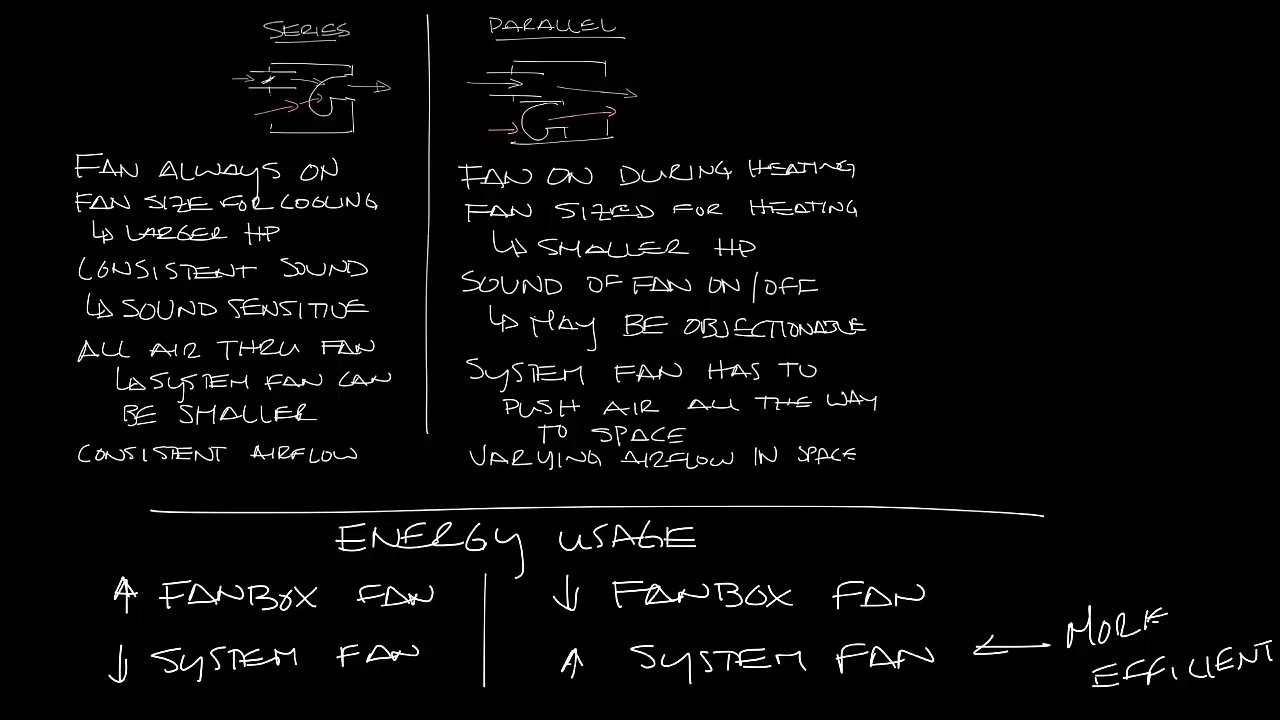 SERIES
FAN ALWAYS ON
FAN SIZE FOR COOLING
↳ LARGER HP
CONSISTENT SOUND
↳ SOUND SENSITIVE
ALL AIR THRU FAN
↳ SYSTEM FAN CAN
BE SMALLER
CONSISTENT AIRFLOW
PARALLEL
FAN ON DURING HEATING
FAN SIZED FOR HEATING
↳ SMALLER HP
SOUND OF FAN ON/OFF
↳ MAY BE OBJECTIONABLE
SYSTEM FAN HAS TO
PUSH AIR ALL THE WAY
TO SPACE
VARYING AIRFLOW IN SPACE
ENERGY USAGE
↑ FANBOX FAN
↓ SYSTEM FAN
↓ FANBOX FAN
↑ SYSTEM FAN ← MORE
EFFICIENT